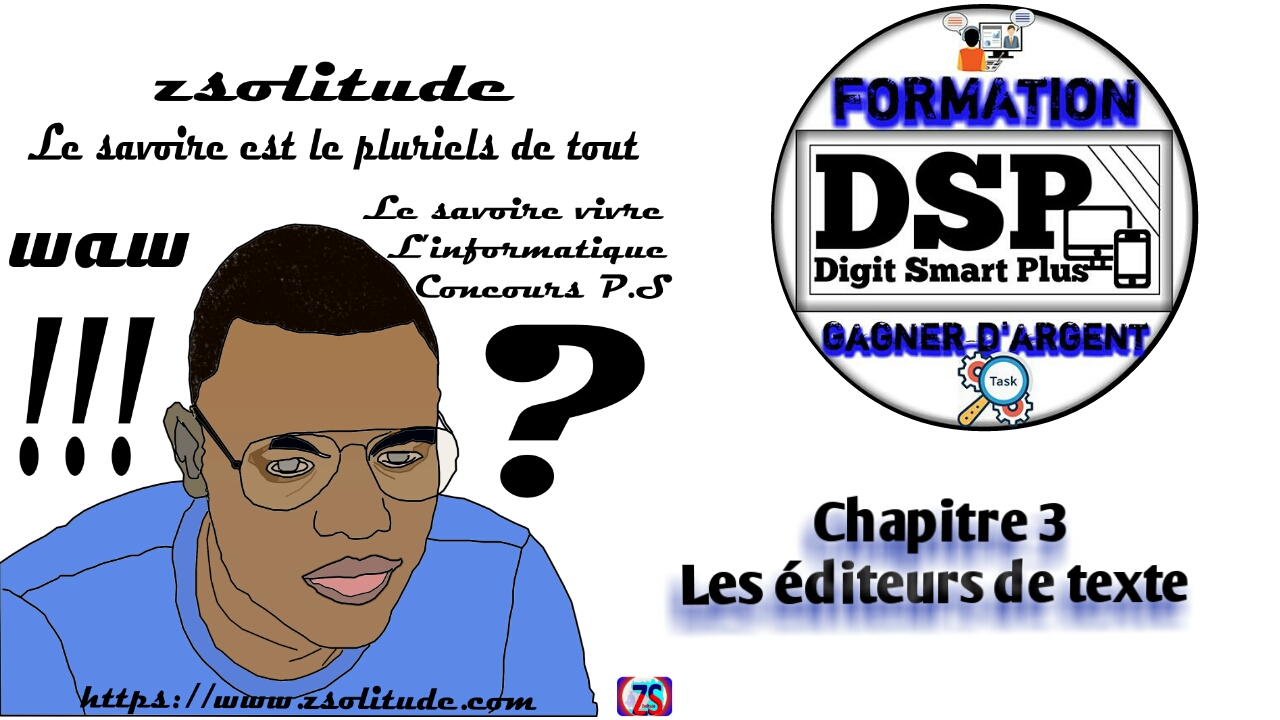 zsolitude
Le savoire est le pluriels de tout
Le savoire vivre
L'informatique
Concours P.S
waw
!!!
?
https://www.zsolitude.com
ZS
FORMATION
DSP
Digit Smart Plus
GAGNER D'ARGENT
Task
Chapitre 3
Les éditeurs de texte